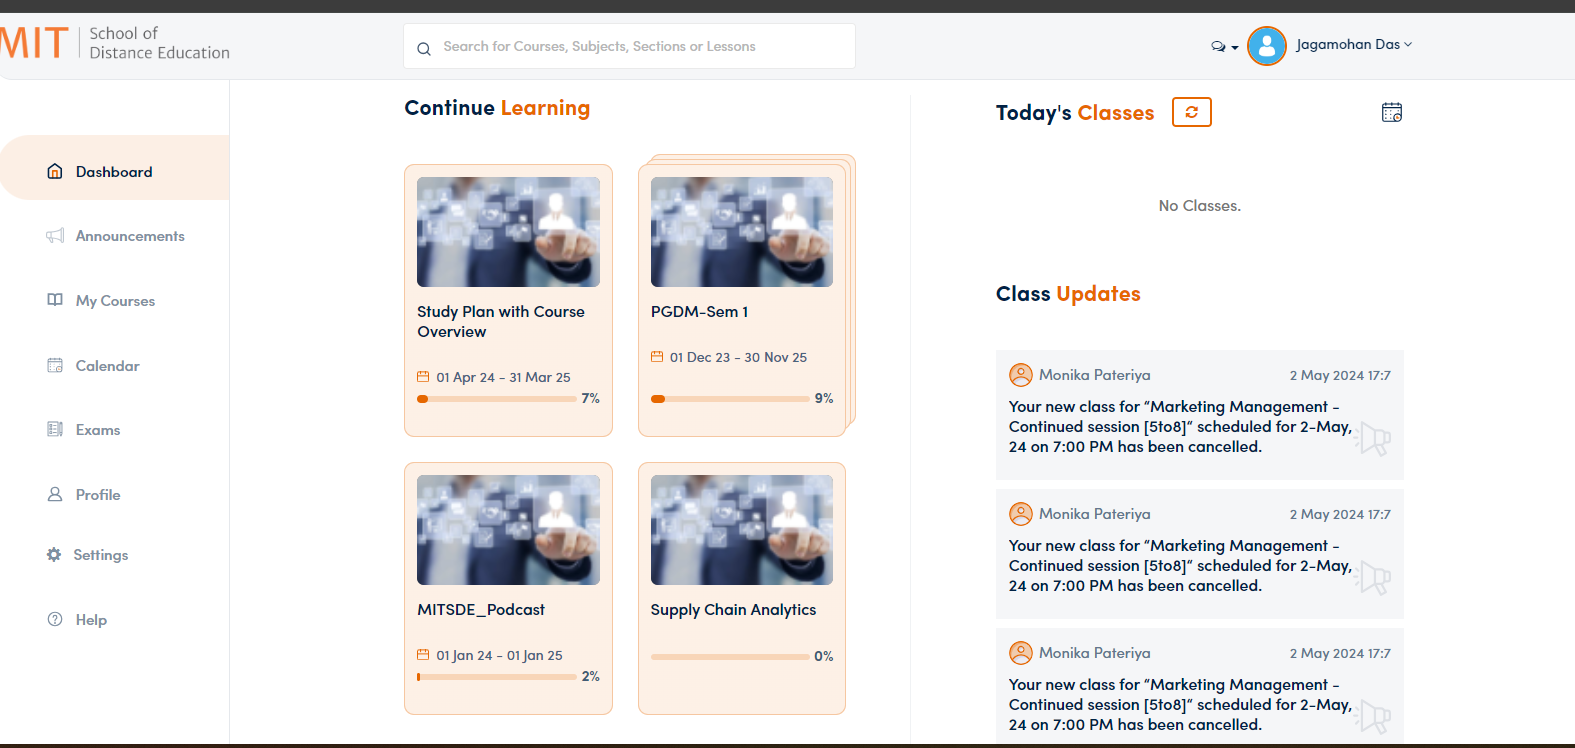 MIT
School of
Distance Education
Search for Courses, Subjects, Sections or Lessons
Jagamohan Das
Dashboard
Announcements
My Courses
Calendar
Exams
Profile
Settings
Help
Continue Learning
Study Plan with Course
Overview
01 Apr 24 - 31 Mar 25
7%
PGDM-Sem 1
01 Dec 23 - 30 Nov 25
9%
MITSDE_Podcast
01 Jan 24 - 01 Jan 25
2%
Supply Chain Analytics
0%
Today's Classes
No Classes.
Class Updates
Monika Pateriya
2 May 2024 17:7
Your new class for “Marketing Management -
Continued session [5to8]” scheduled for 2-May,
24 on 7:00 PM has been cancelled.
Monika Pateriya
2 May 2024 17:7
Your new class for “Marketing Management -
Continued session [5to8]” scheduled for 2-May,
24 on 7:00 PM has been cancelled.
Monika Pateriya
2 May 2024 17:7
Your new class for “Marketing Management -
Continued session [5to8]” scheduled for 2-May,
24 on 7:00 PM has been cancelled.